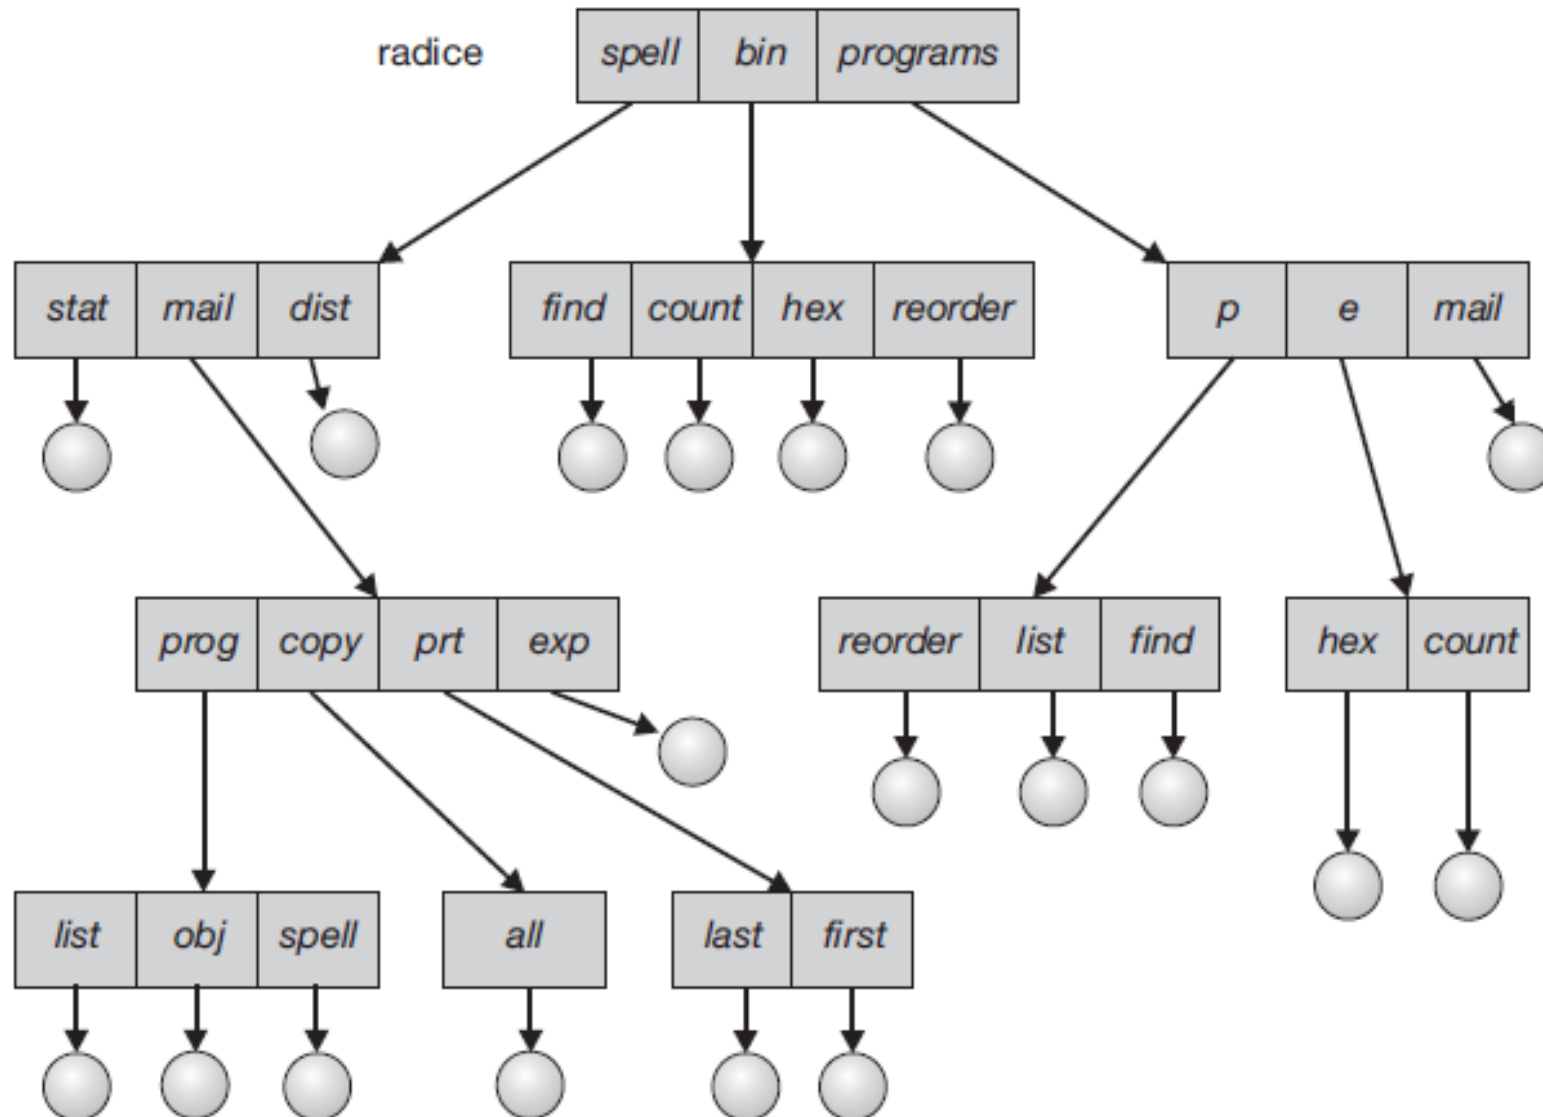 radice spell bin programs
stat mail dist find count hex reorder p e mail
prog copy prt exp reorder list find hex count
list obj spell all last first